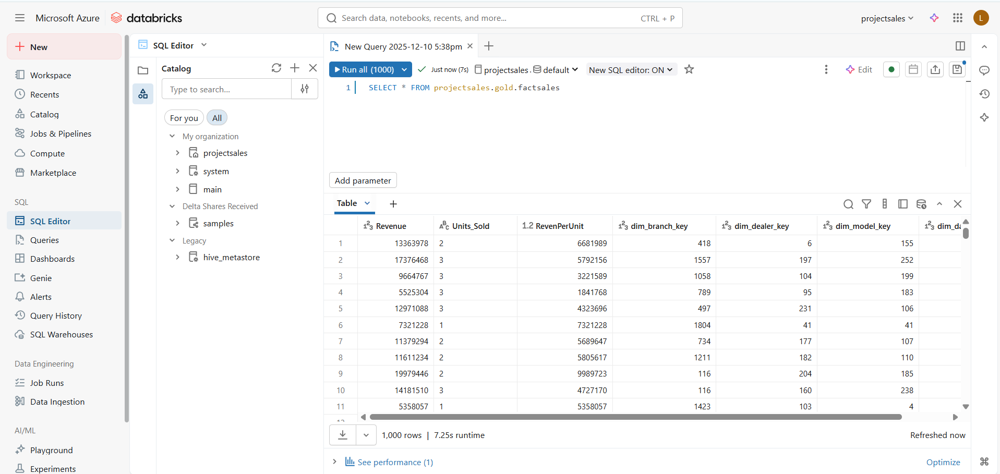 Microsoft Azure databricks
Search data, notebooks, recents, and more... CTRL + P
projectsales
L
New
Workspace
Recents
Catalog
Jobs & Pipelines
Compute
Marketplace
SQL
SQL Editor
Queries
Dashboards
Genie
Alerts
Query History
SQL Warehouses
Data Engineering
Job Runs
Data Ingestion
AI/ML
Playground
Experiments
SQL Editor
Catalog
Type to search...
For you All
My organization
projectsales
system
main
Delta Shares Received
samples
Legacy
hive_metastore
New Query 2025-12-10 5:38pm
Run all (1000) Just now (7s) projectsales. default New SQL editor: ON Edit
1 SELECT * FROM projectsales.gold.factsales
Add parameter
Table
Revenue Units_Sold 1.2 RevenPerUnit dim_branch_key dim_dealer_key dim_model_key
1 13363978 2 6681989 418 6 155
2 17376468 3 5792156 1557 197 252
3 9664767 3 3221589 1058 104 199
4 5525304 3 1841768 789 95 183
5 12971088 3 4323696 497 231 106
6 7321228 1 7321228 1804 41 41
7 11379294 2 5689647 734 177 107
8 11611234 2 5805617 1211 182 110
9 19979446 2 9989723 116 204 185
10 14181510 3 4727170 116 160 238
11 5358057 1 5358057 1423 103 4
1,000 rows | 7.25s runtime Refreshed now
See performance (1) Optimize